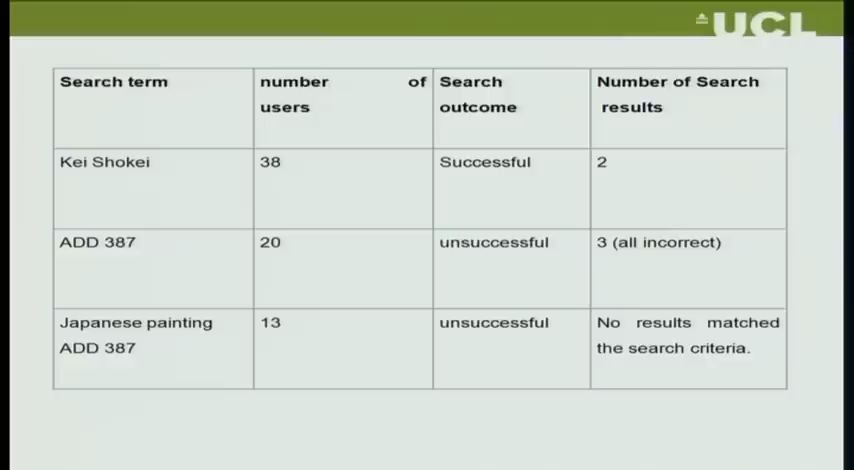 UCL
Search term
number of
users
Search
outcome
Number of Search
results
Kei Shokei
38
Successful
2
ADD 387
20
unsuccessful
3 (all incorrect)
Japanese painting
ADD 387
13
unsuccessful
No results matched
the search criteria.